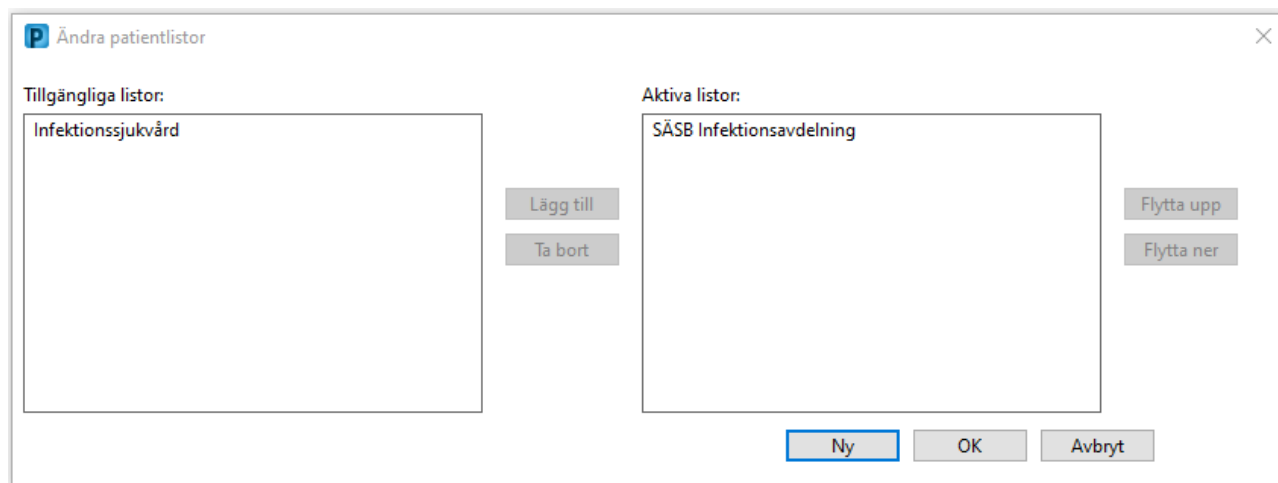 P Ändra patientlistor
Tillgängliga listor:
Infektionssjukvård
Lägg till
Ta bort
Aktiva listor:
SÄSB Infektionsavdelning
Flytta upp
Flytta ner
Ny OK Avbryt